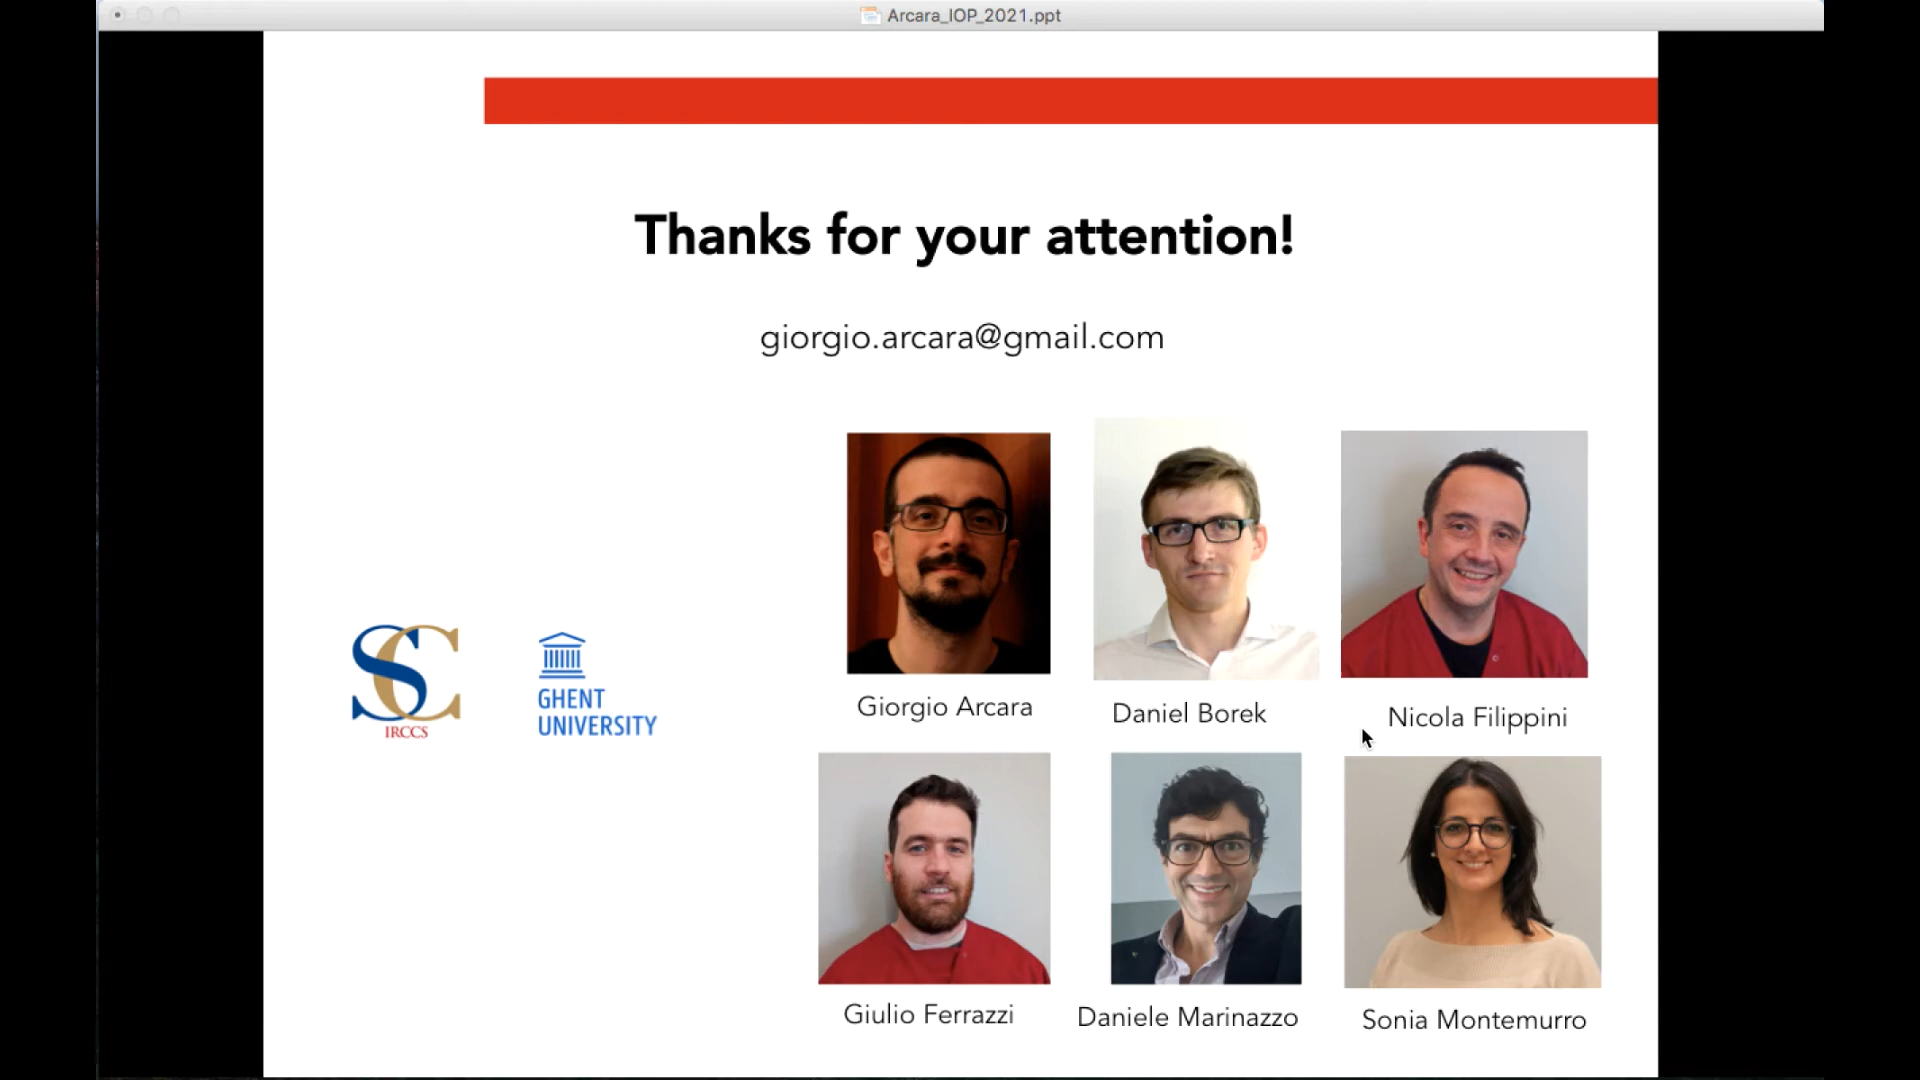 Arcara_IOP_2021.ppt
Thanks for your attention!
giorgio.arcara@gmail.com
SC
IRCCS
GHENT
UNIVERSITY
Giorgio Arcara
Daniel Borek
Nicola Filippini
Giulio Ferrazzi
Daniele Marinazzo
Sonia Montemurro